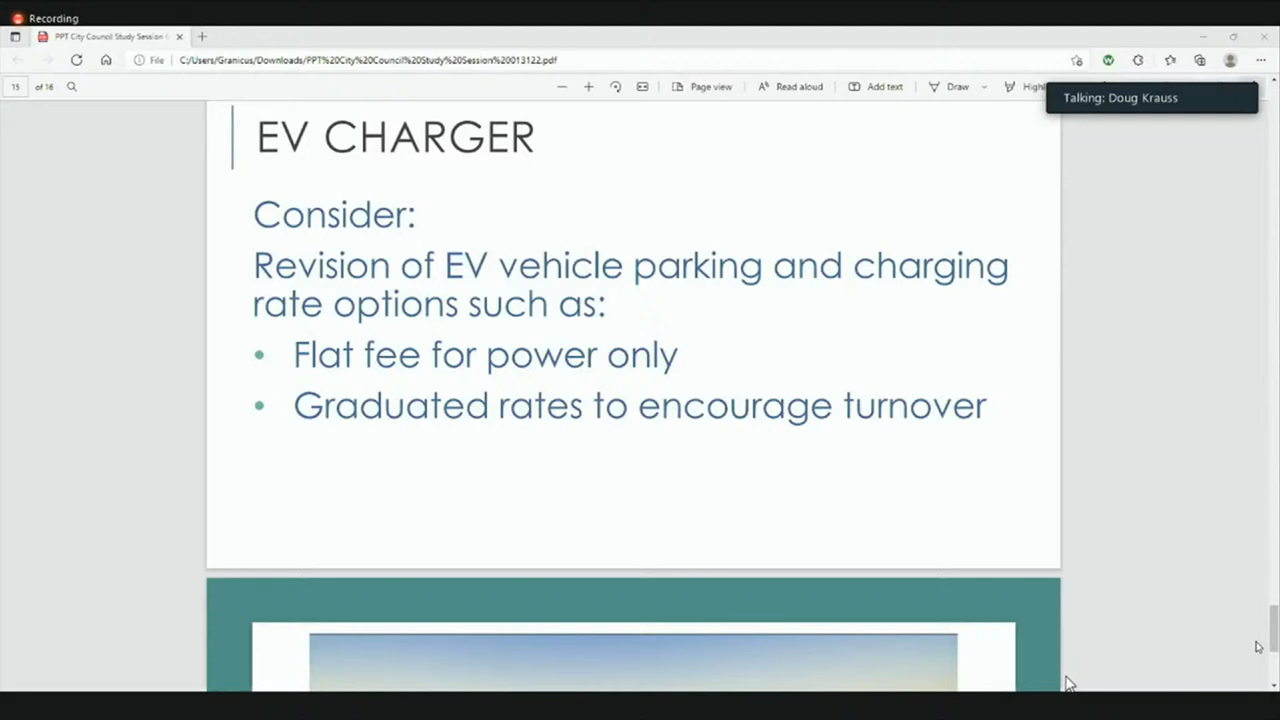 Recording
PPT City Council Study Session
File
C:/Users/Granicus/Downloads/PPT%20City%20Council%20Study%20Session%20013122.pdf
15 of 16
Page view
Read aloud
Add text
Draw
Highl
Talking: Doug Krauss
EV CHARGER
Consider:
Revision of EV vehicle parking and charging
rate options such as:
• Flat fee for power only
• Graduated rates to encourage turnover